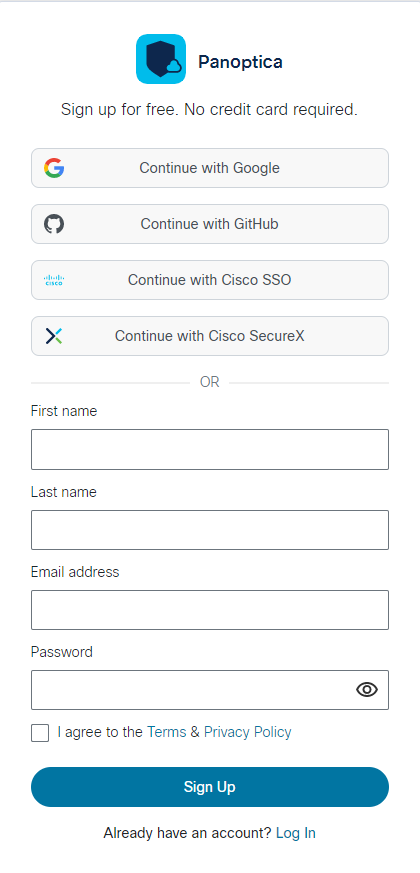 Panoptica
Sign up for free. No credit card required.
Continue with Google
Continue with GitHub
cisco
Continue with Cisco SSO
Continue with Cisco SecureX
OR
First name
Last name
Email address
Password
I agree to the Terms & Privacy Policy
Sign Up
Already have an account? Log In